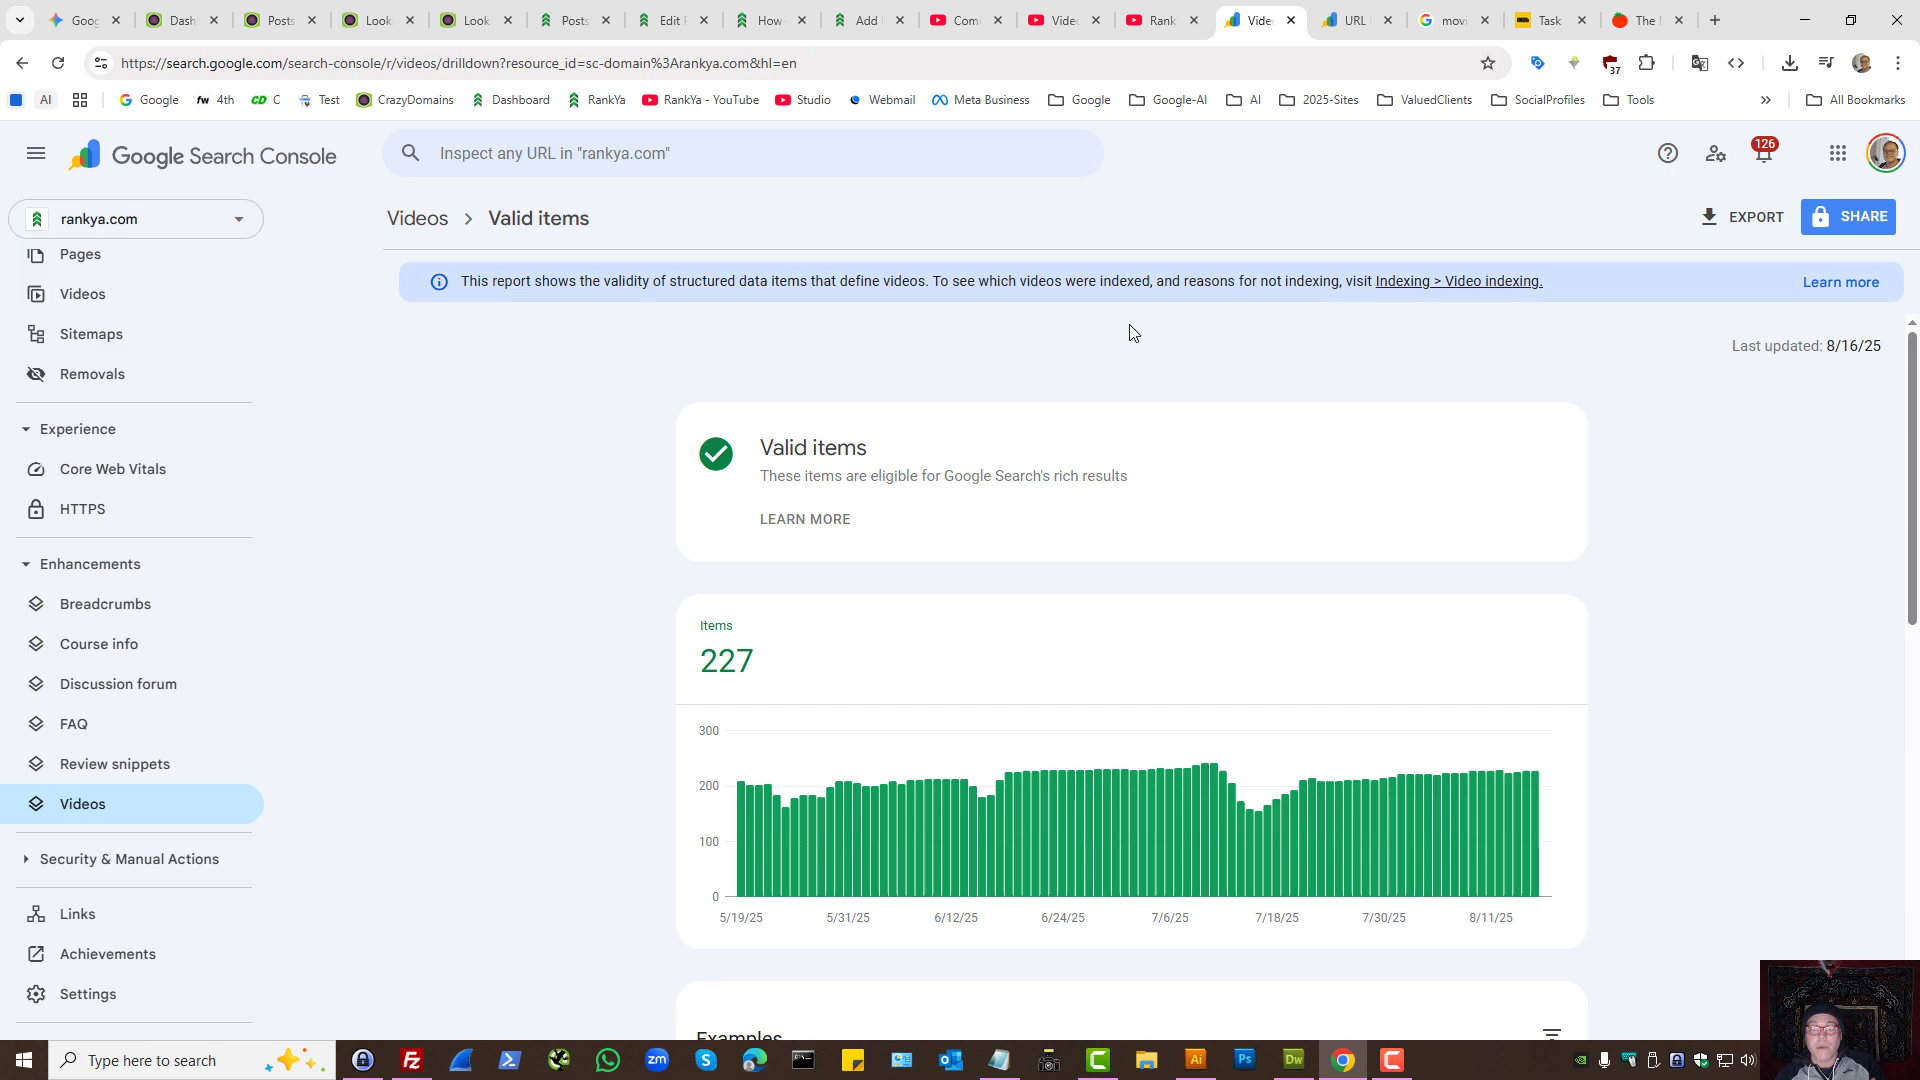 Goog
Dash
Posts
Look
Look
Posts
Edit F
How-
Add
Com
Vide
Rank
Vide
URL
movi
Task
The
https://search.google.com/search-console/r/videos/drilldown?resource_id=sc-domain%3Arankya.com&hl=en
37
AI
Google
4th
C
Test
CrazyDomains
Dashboard
RankYa
RankYa - YouTube
Studio
Webmail
Meta Business
Google
Google-AI
AI
2025-Sites
ValuedClients
SocialProfiles
Tools
»
All Bookmarks
Google Search Console
Inspect any URL in "rankya.com"
126
rankya.com
Videos > Valid items
EXPORT
SHARE
Pages
Videos
Sitemaps
Removals
Experience
Core Web Vitals
HTTPS
Enhancements
Breadcrumbs
Course info
Discussion forum
FAQ
Review snippets
Videos
Security & Manual Actions
Links
Achievements
Settings
This report shows the validity of structured data items that define videos. To see which videos were indexed, and reasons for not indexing, visit Indexing > Video indexing.
Learn more
Last updated: 8/16/25
Valid items
These items are eligible for Google Search's rich results
LEARN MORE
Items
227
300
200
100
0
5/19/25
5/31/25
6/12/25
6/24/25
7/6/25
7/18/25
7/30/25
8/11/25
Examples
Type here to search
Fz
zm
S
Ai
Ps
Dw